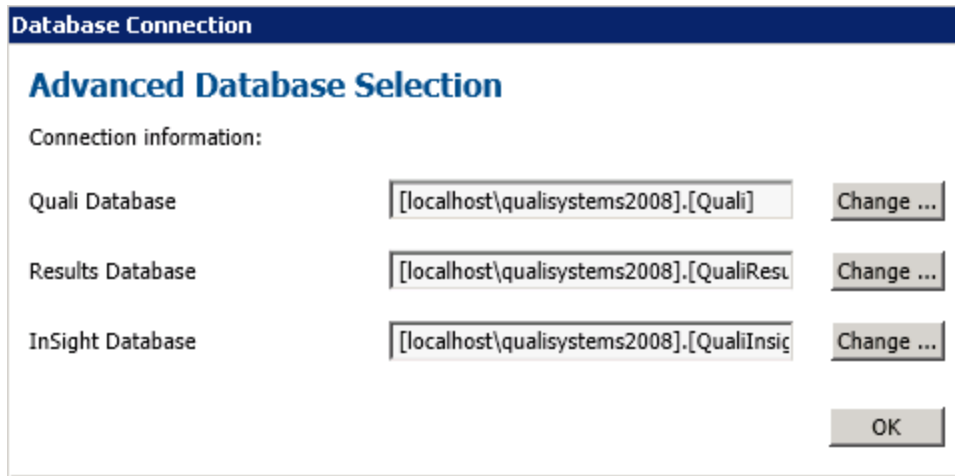 Database Connection
Advanced Database Selection
Connection information:
Quali Database [localhost\qualisystems2008].[Quali] Change ...
Results Database [localhost\qualisystems2008].[QualiResu Change ...
InSight Database [localhost\qualisystems2008].[QualiInsig Change ...
OK